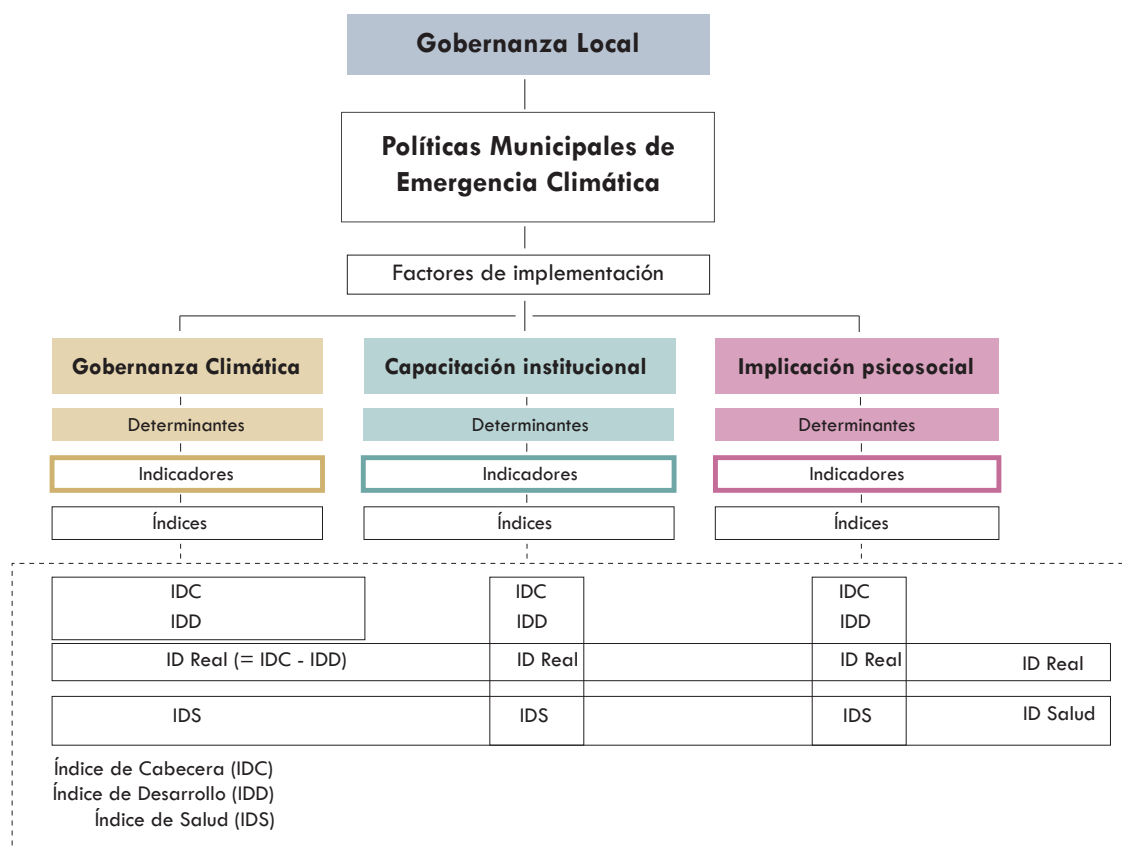 Gobernanza Local
Políticas Municipales de
Emergencia Climática
Factores de implementación
Gobernanza Climática
Capacitación institucional
Implicación psicosocial
Determinantes
Determinantes
Determinantes
Indicadores
Indicadores
Indicadores
Índices
Índices
Índices
IDC
IDC
IDC
IDD
IDD
IDD
ID Real (= IDC - IDD)
ID Real
ID Real
ID Real
IDS
IDS
IDS
ID Salud
Índice de Cabecera (IDC)
Índice de Desarrollo (IDD)
Índice de Salud (IDS)